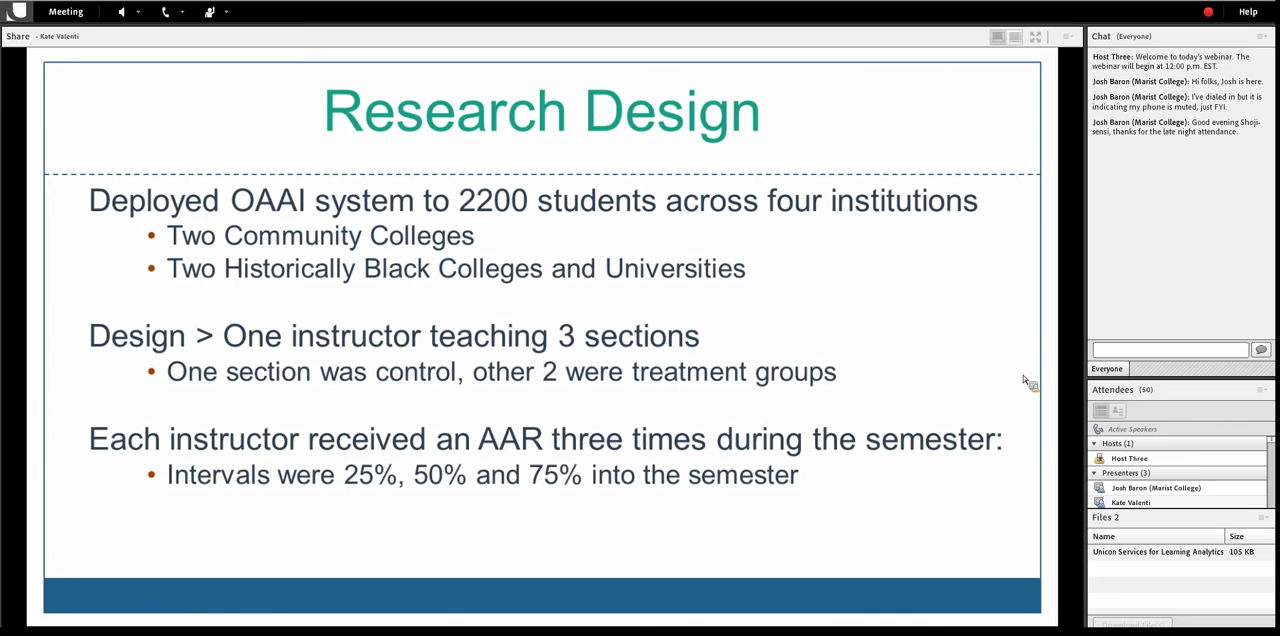 Meeting
Help
Share - Kate Valenti
Research Design
Deployed OAAI system to 2200 students across four institutions
• Two Community Colleges
• Two Historically Black Colleges and Universities
Design > One instructor teaching 3 sections
• One section was control, other 2 were treatment groups
Each instructor received an AAR three times during the semester:
• Intervals were 25%, 50% and 75% into the semester
Chat (Everyone)
Host Three: Welcome to today's webinar. The
webinar will begin at 12:00 p.m. EST.
Josh Baron (Marist College): Hi folks, Josh is here.
Josh Baron (Marist College): I've dialed in but it is
indicating my phone is muted, just FYI.
Josh Baron (Marist College): Good evening Shoji-
sensi, thanks for the late night attendance.
Everyone
Attendees (50)
Active Speakers
Hosts (1)
Host Three
Presenters (3)
Josh Baron (Marist College)
Kate Valenti
Files 2
Name Size
Unicon Services for Learning Analytics 105 KB
Download File(s)